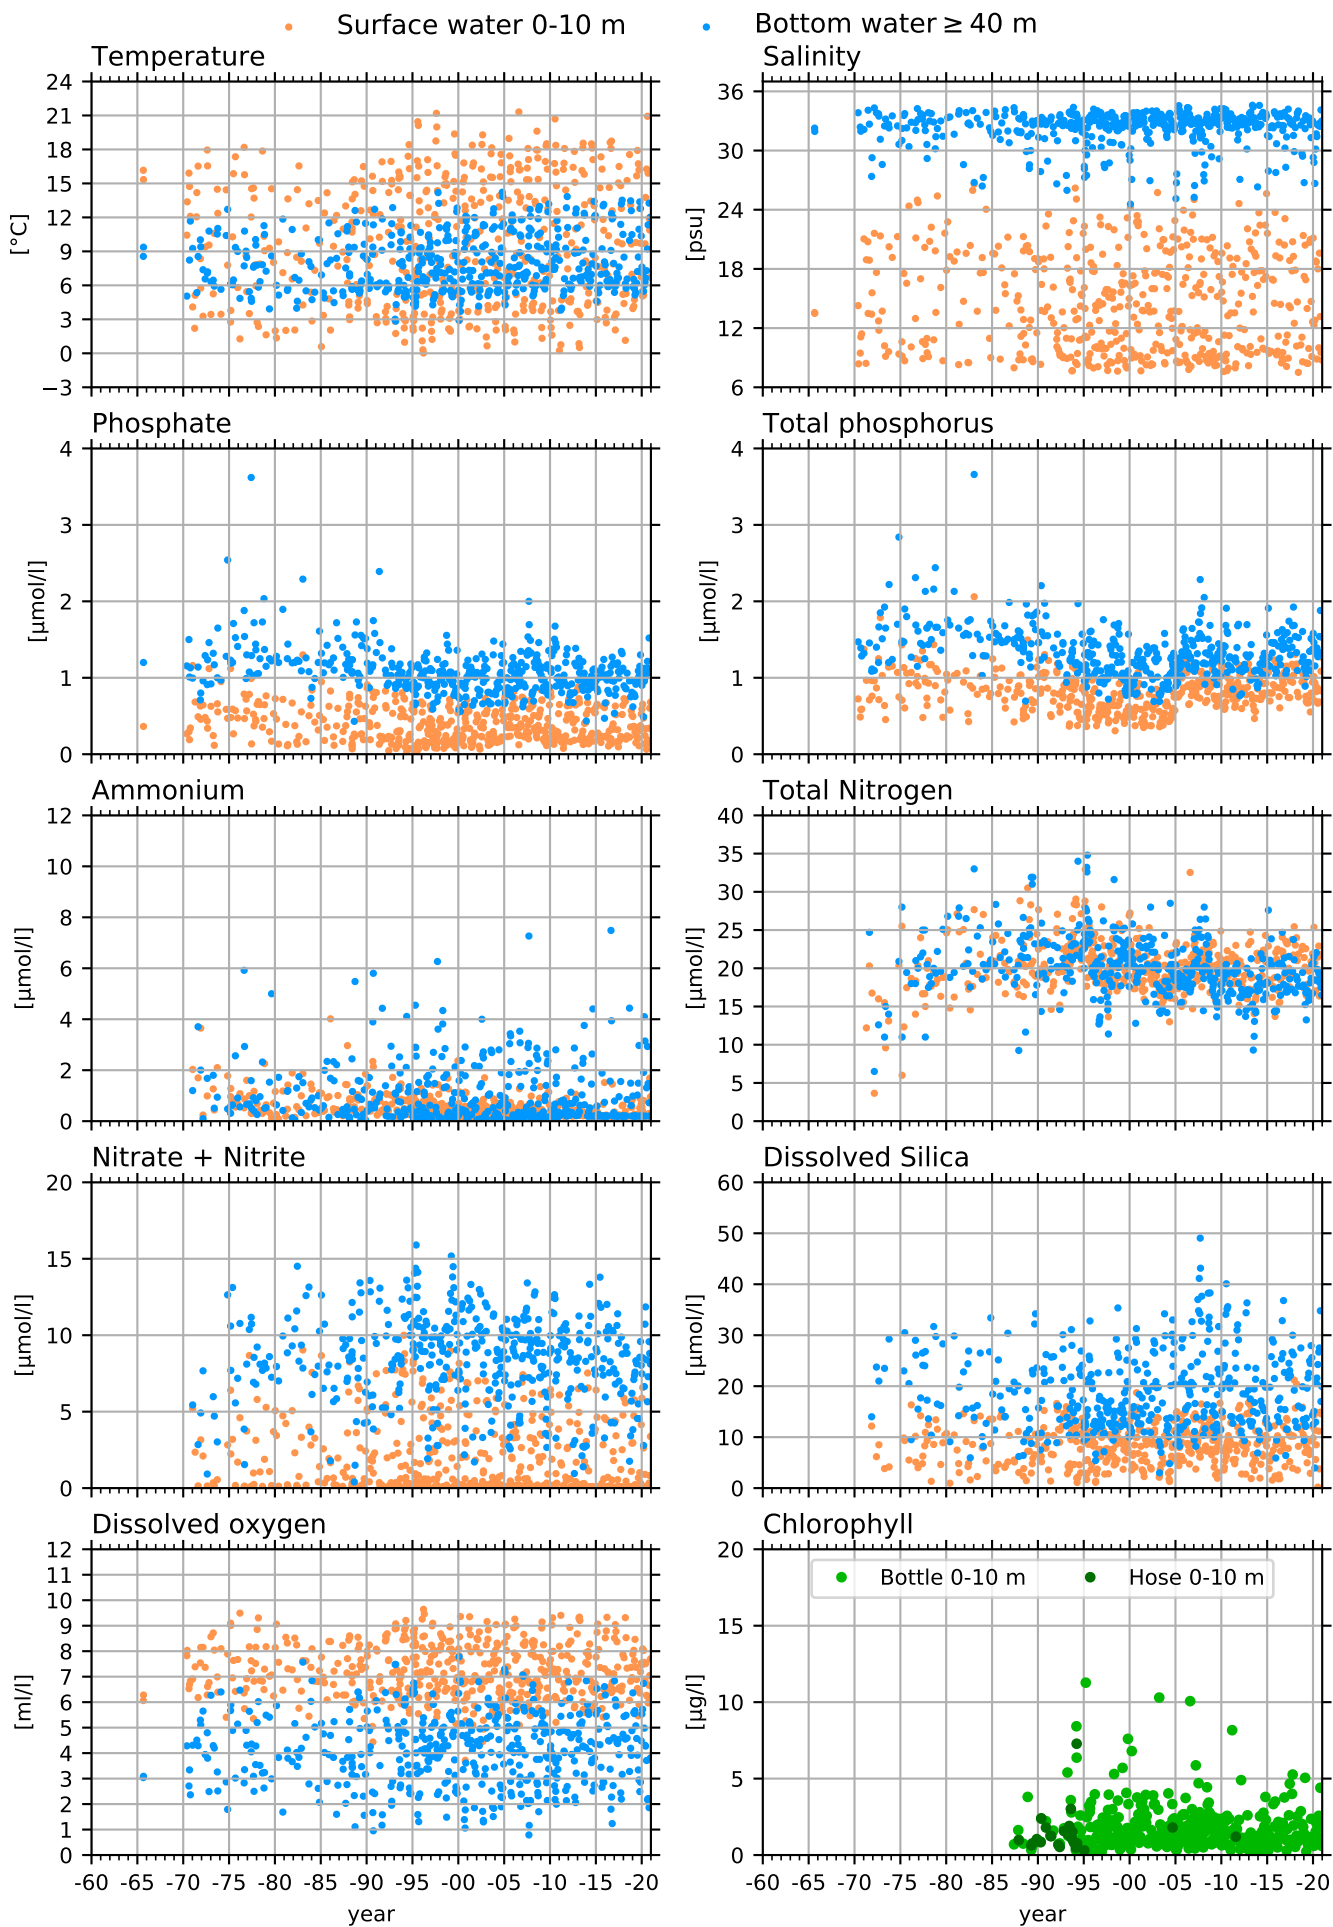 Surface water 0-10 m
Bottom water ≥ 40 m
Temperature
24
21
18
15
12
9
6
3
0
−3
[°C]
Salinity
36
30
24
18
12
6
[psu]
Phosphate
4
3
2
1
0
[µmol/l]
Total phosphorus
4
3
2
1
0
[µmol/l]
Ammonium
12
10
8
6
4
2
0
[µmol/l]
Total Nitrogen
40
35
30
25
20
15
10
5
0
[µmol/l]
Nitrate + Nitrite
20
15
10
5
0
[µmol/l]
Dissolved Silica
60
50
40
30
20
10
0
[µmol/l]
Dissolved oxygen
12
11
10
9
8
7
6
5
4
3
2
1
0
[ml/l]
-60 -65 -70 -75 -80 -85 -90 -95 -00 -05 -10 -15 -20
year
Chlorophyll
Bottle 0-10 m
Hose 0-10 m
20
15
10
5
0
[µg/l]
-60 -65 -70 -75 -80 -85 -90 -95 -00 -05 -10 -15 -20
year